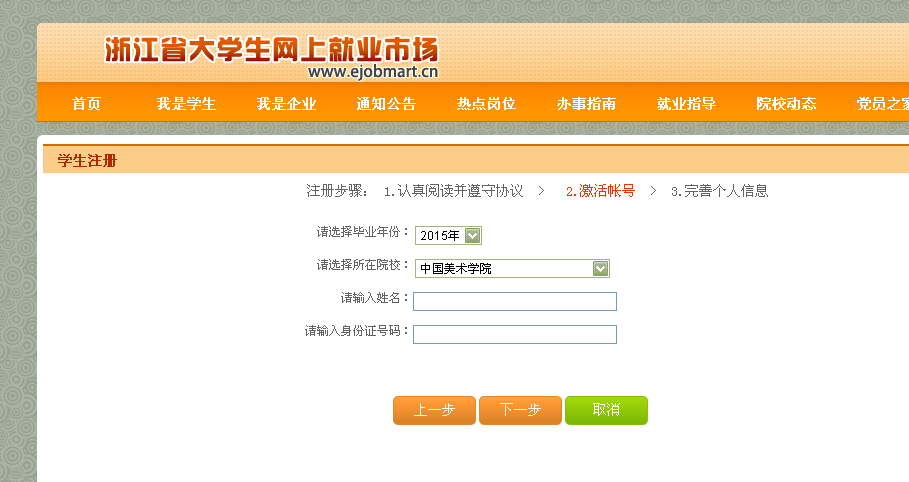 浙江省大学生网上就业市场
www.ejobmart.cn
首页 我是学生 我是企业 通知公告 热点岗位 办事指南 就业指导 院校动态 党员之家
学生注册
注册步骤: 1.认真阅读并遵守协议 > 2.激活帐号 > 3.完善个人信息
请选择毕业年份: 2015年
请选择所在院校: 中国美术学院
请输入姓名:
请输入身份证号码:
上一步 下一步 取消